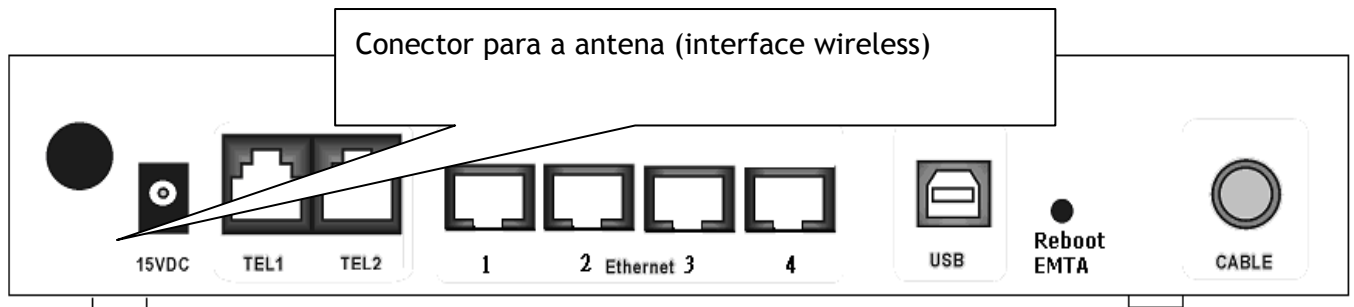 Conector para a antena (interface wireless)
15VDC
TEL1
TEL2
1
2
Ethernet
3
4
USB
Reboot
EMTA
CABLE